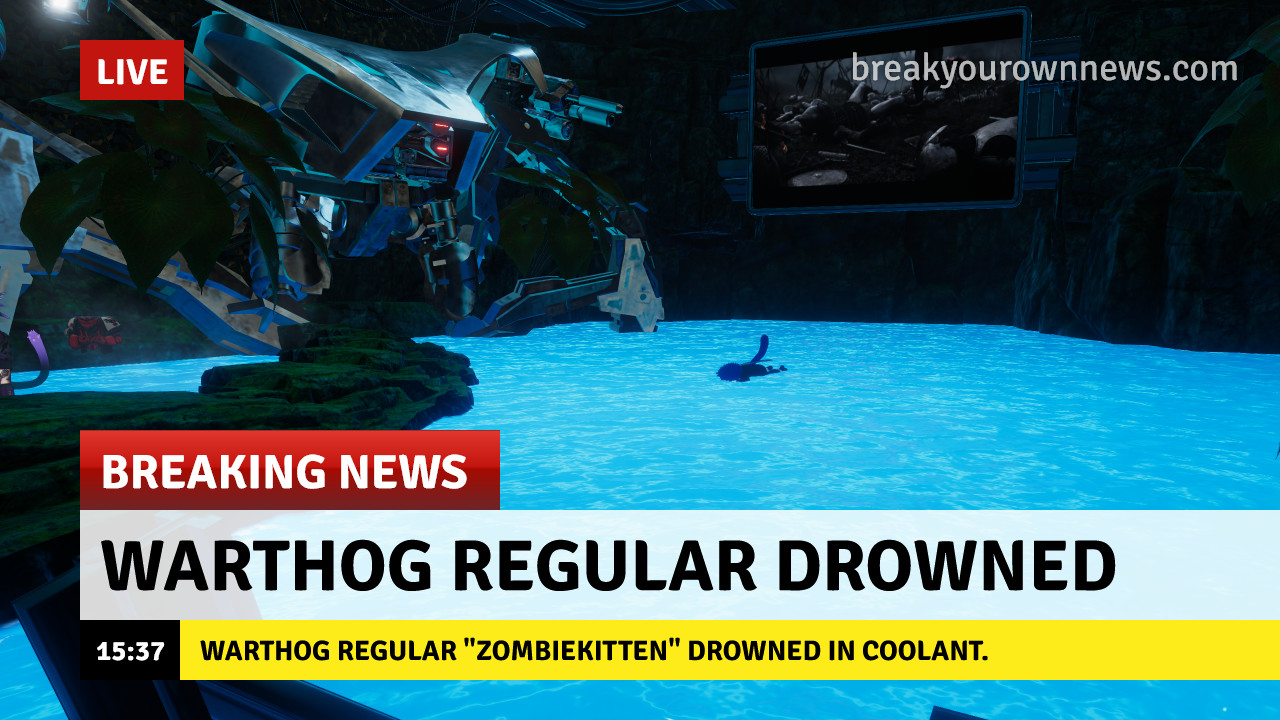 LIVE
breakyourownnews.com
BREAKING NEWS
WARTHOG REGULAR DROWNED
15:37
WARTHOG REGULAR "ZOMBIEKITTEN" DROWNED IN COOLANT.